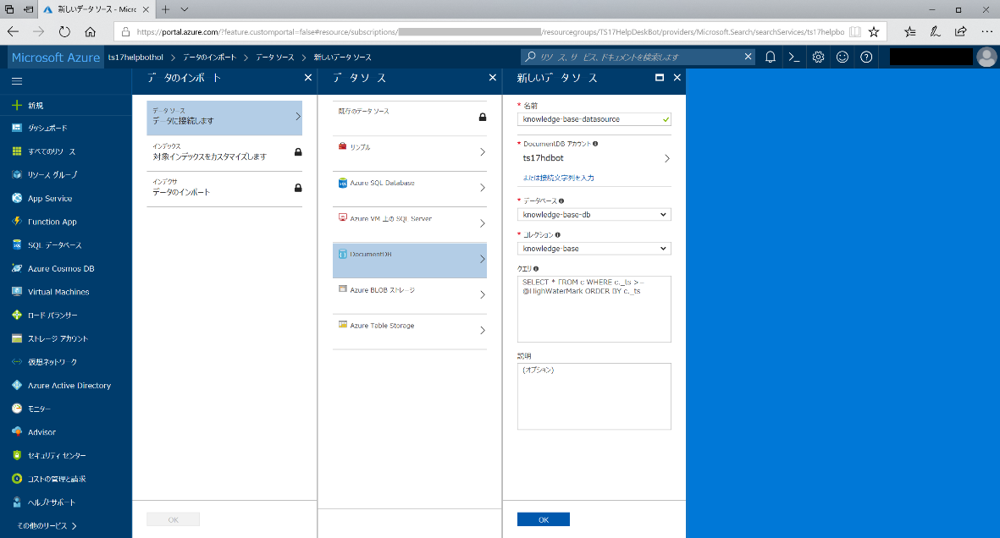 新しいデータ ソース - Micrc
https://portal.azure.com/?feature.customportal=false#resource/subscriptions/
/resourcegroups/TS17HelpDeskBot/providers/Microsoft.Search/searchServices/ts17helpbo
Microsoft Azure
ts17helpbothol > データのインポート > データ ソース > 新しいデータ ソース
リソース、サービス、ドキュメントを検索します
新規
ダッシュボード
すべてのリソース
リソース グループ
App Service
Function App
SQL データベース
Azure Cosmos DB
Virtual Machines
ロード バランサー
ストレージ アカウント
仮想ネットワーク
Azure Active Directory
モニター
Advisor
セキュリティ センター
コストの管理と請求
ヘルプとサポート
その他のサービス >
データのインポート
データ ソース
データに接続します
インデックス
対象インデックスをカスタマイズします
インデクサ
データのインポート
OK
データ ソース
既存のデータ ソース
サンプル
Azure SQL Database
Azure VM 上の SQL Server
DocumentDB
Azure BLOB ストレージ
Azure Table Storage
新しいデータ ソース
* 名前
knowledge-base-datasource
* DocumentDB アカウント
ts17hdbot
または接続文字列を入力
* データベース
knowledge-base-db
* コレクション
knowledge-base
クエリ
SELECT * FROM c WHERE c._ts >=
@HighWaterMark ORDER BY c._ts
説明
(オプション)
OK